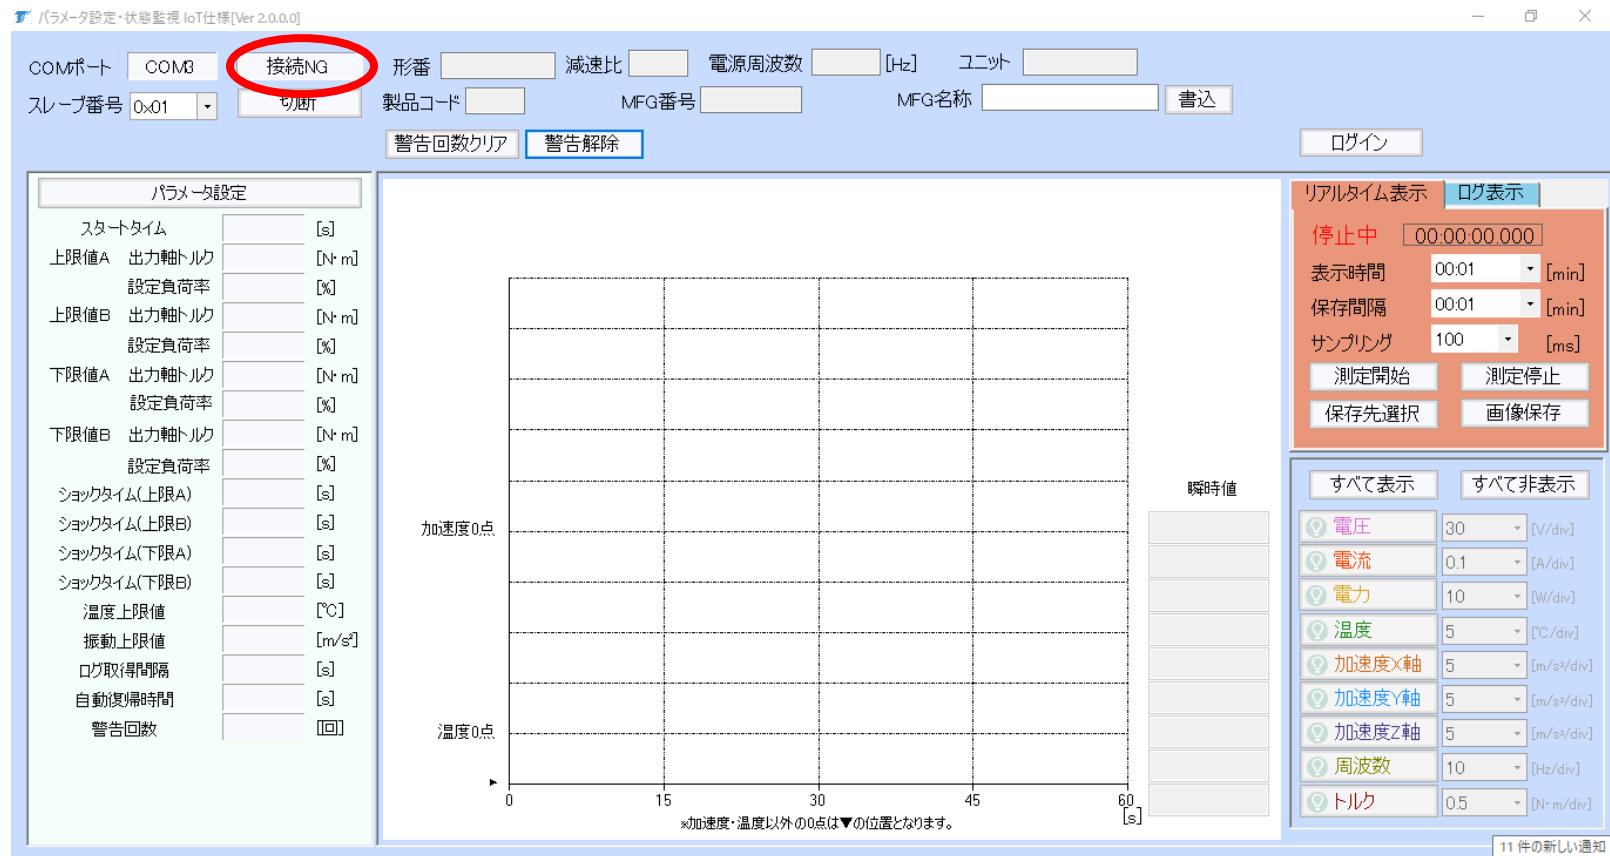 パラメータ設定・状態監視 IoT仕様[Ver 2.0.0.0]
COMポート COM3 接続NG 形番 減速比 電源周波数 [Hz] ユニット
スレーブ番号 0x01 切断 製品コード MFG番号 MFG名称 書込
警告回数クリア 警告解除 ログイン
パラメータ設定
スタートタイム [s]
上限値A 出力軸トルク [N・m]
設定負荷率 [%]
上限値B 出力軸トルク [N・m]
設定負荷率 [%]
下限値A 出力軸トルク [N・m]
設定負荷率 [%]
下限値B 出力軸トルク [N・m]
設定負荷率 [%]
ショックタイム(上限A) [s]
ショックタイム(上限B) [s]
ショックタイム(下限A) [s]
ショックタイム(下限B) [s]
温度上限値 [℃]
振動上限値 [m/s²]
ログ取得間隔 [s]
自動復帰時間 [s]
警告回数 [回]
加速度0点
温度0点
0 15 30 45 60
[s]
※加速度・温度以外の0点は▼の位置となります。
瞬時値
リアルタイム表示 ログ表示
停止中 00:00:00.000
表示時間 00:01 [min]
保存間隔 00:01 [min]
サンプリング 100 [ms]
測定開始 測定停止
保存先選択 画像保存
すべて表示 すべて非表示
電圧 30 [V/div]
電流 0.1 [A/div]
電力 10 [W/div]
温度 5 [℃/div]
加速度X軸 5 [m/s²/div]
加速度Y軸 5 [m/s²/div]
加速度Z軸 5 [m/s²/div]
周波数 10 [Hz/div]
トルク 0.5 [N・m/div]
11 件の新しい通知